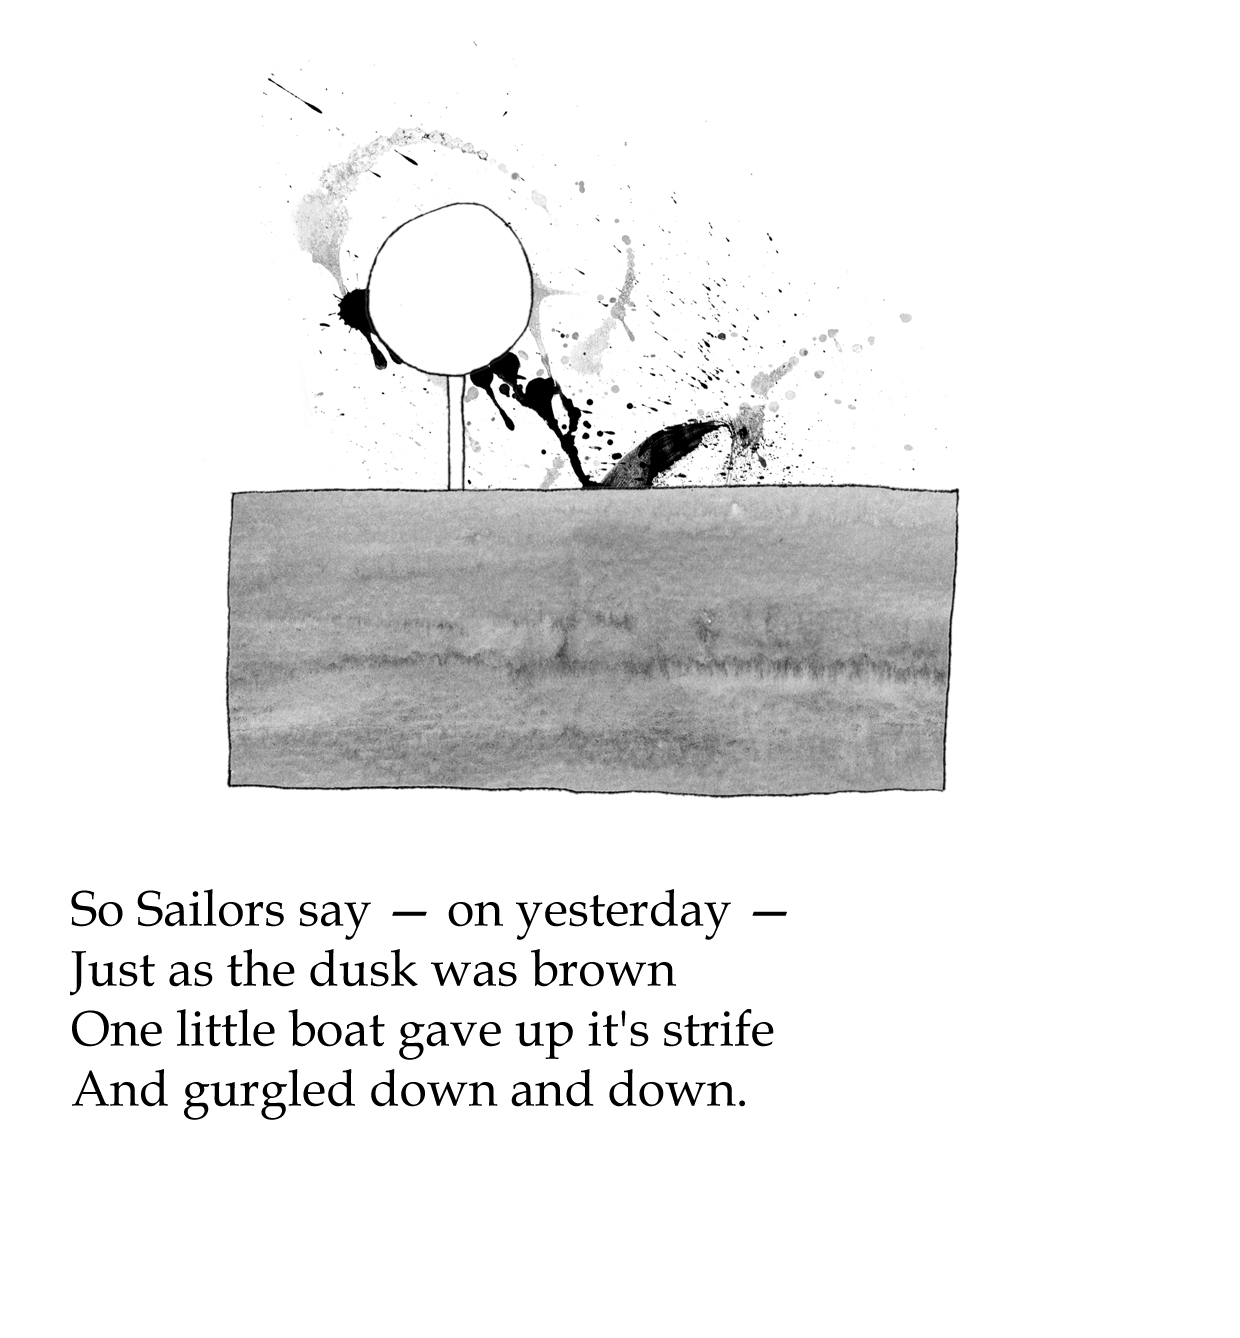 So Sailors say — on yesterday —
Just as the dusk was brown
One little boat gave up it's strife
And gurgled down and down.